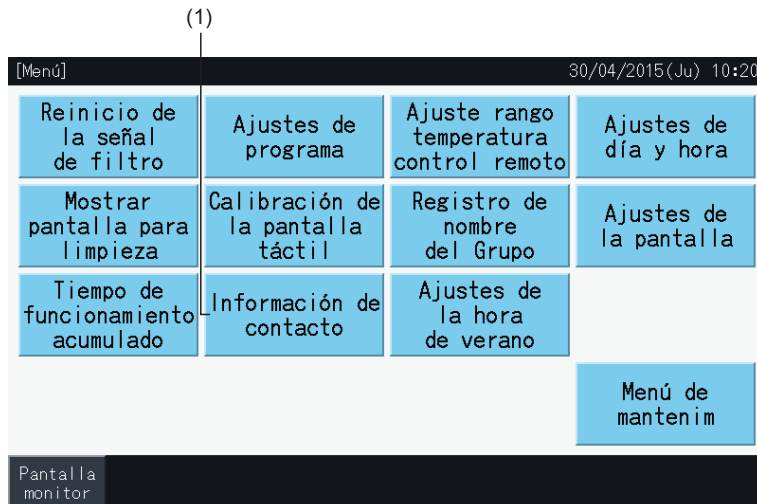 (1)
[Menú] 30/04/2015(Ju) 10:20
Reinicio de
la señal
de filtro
Ajustes de
programa
Ajuste rango
temperatura
control remoto
Ajustes de
día y hora
Mostrar
pantalla para
limpieza
Calibración de
la pantalla
táctil
Registro de
nombre
del Grupo
Ajustes de
la pantalla
Tiempo de
funcionamiento
acumulado
Información de
contacto
Ajustes de
la hora
de verano
Menú de
mantenim
Pantalla
monitor